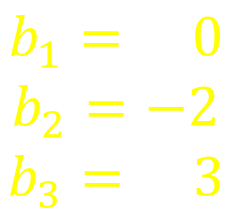 b₁ = 0
b₂ = −2
b₃ = 3